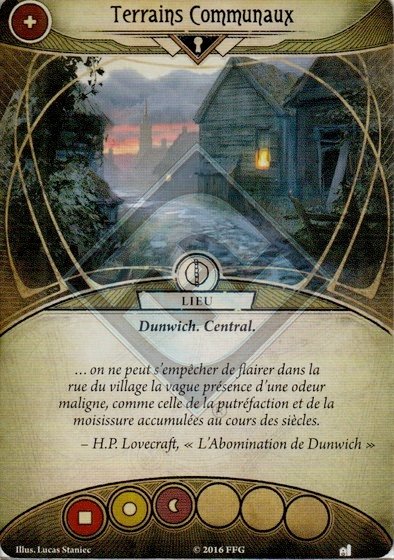 Terrains Communaux
LIEU
Dunwich. Central.
… on ne peut s'empêcher de flairer dans la
rue du village la vague présence d'une odeur
maligne, comme celle de la putréfaction et de la
moisissure accumulées au cours des siècles.
– H.P. Lovecraft, « L'Abomination de Dunwich »
Illus. Lucas Staniec
© 2016 FFG